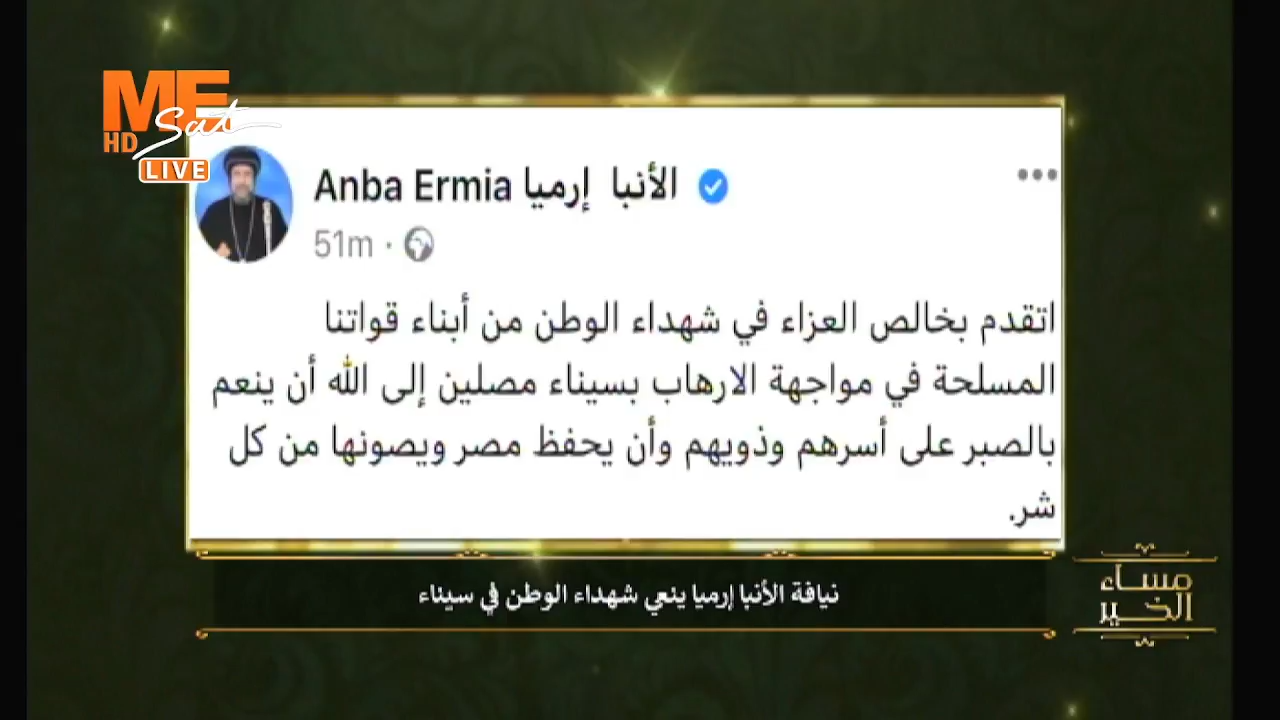 ME
Sat
HD
LIVE
Anba Ermia الأنبا إرميا
51m ·
اتقدم بخالص العزاء في شهداء الوطن من أبناء قواتنا
المسلحة في مواجهة الارهاب بسيناء مصلين إلى الله أن ينعم
بالصبر على أسرهم وذويهم وأن يحفظ مصر ويصونها من كل
شر.
نيافة الأنبا إرميا ينعي شهداء الوطن في سيناء
مساء
الخير